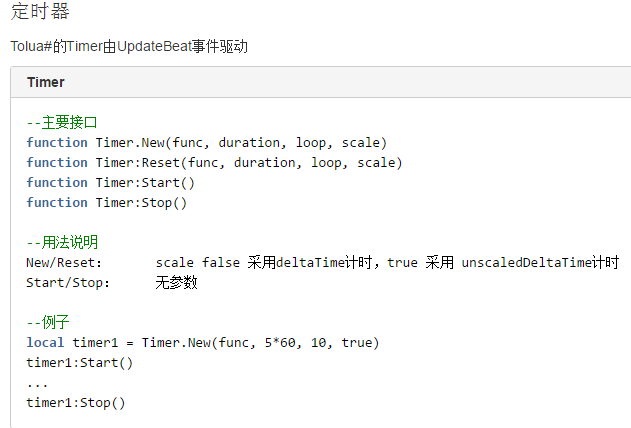 定时器
Tolua#的Timer由UpdateBeat事件驱动
Timer
--主要接口
function Timer.New(func, duration, loop, scale)
function Timer:Reset(func, duration, loop, scale)
function Timer:Start()
function Timer:Stop()
--用法说明
New/Reset: scale false 采用deltaTime计时，true 采用 unscaledDeltaTime计时
Start/Stop: 无参数
--例子
local timer1 = Timer.New(func, 5*60, 10, true)
timer1:Start()
...
timer1:Stop()